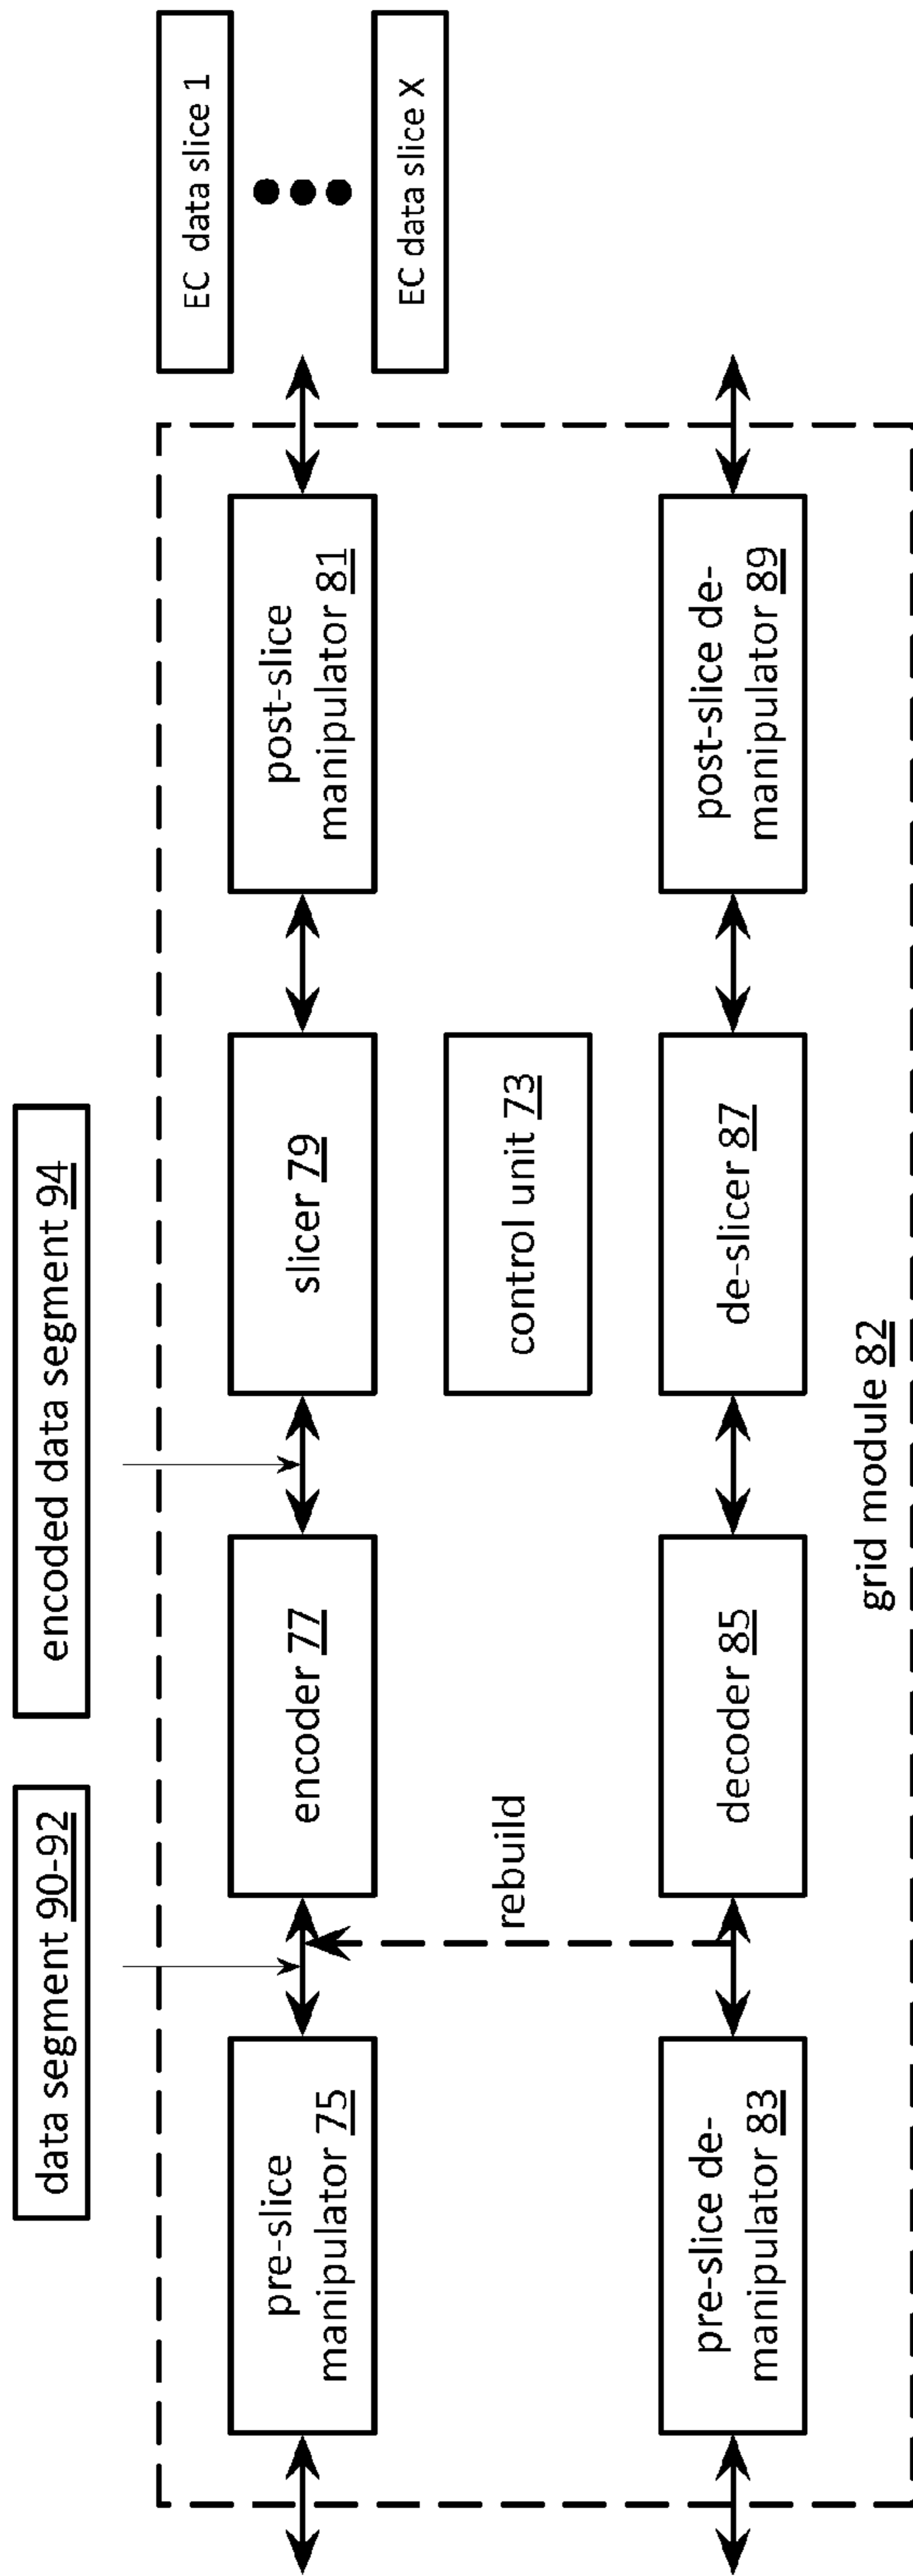 data segment 90-92
encoded data segment 94
EC data slice 1
EC data slice X
pre-slice
manipulator 75
encoder 77
slicer 79
post-slice
manipulator 81
rebuild
control unit 73
pre-slice de-
manipulator 83
decoder 85
de-slicer 87
post-slice de-
manipulator 89
grid module 82